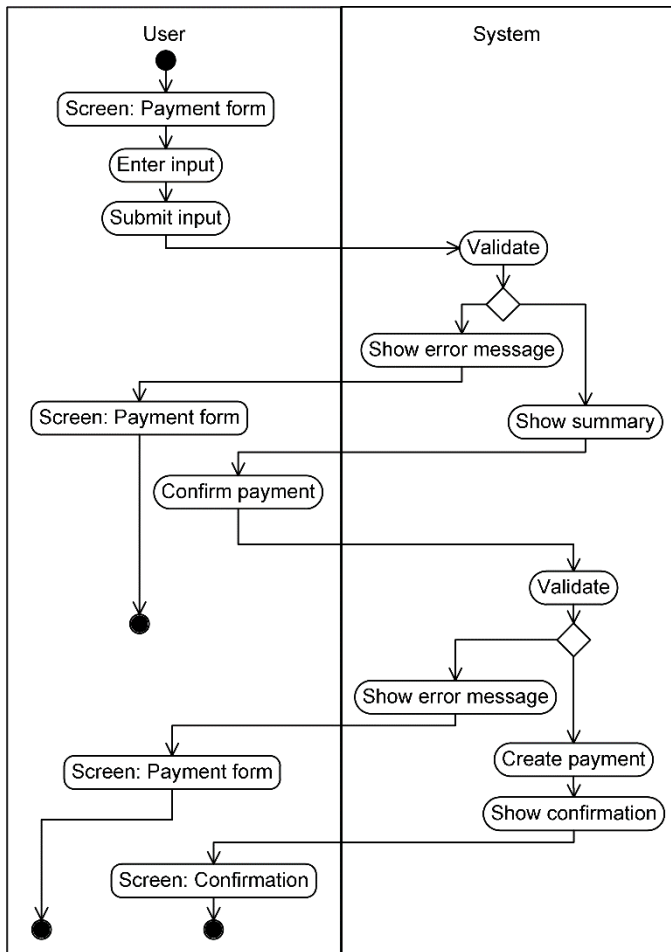 User
System
Screen: Payment form
Enter input
Submit input
Validate
Show error message
Screen: Payment form
Show summary
Confirm payment
Validate
Show error message
Create payment
Screen: Payment form
Show confirmation
Screen: Confirmation